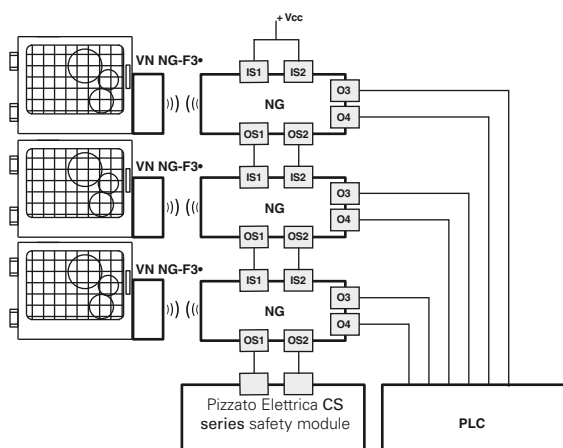 + Vcc
VN NG-F3•
IS1 IS2
NG
O3
O4
OS1 OS2
VN NG-F3•
IS1 IS2
NG
O3
O4
OS1 OS2
VN NG-F3•
IS1 IS2
NG
O3
O4
OS1 OS2
Pizzato Elettrica CS
series safety module
PLC